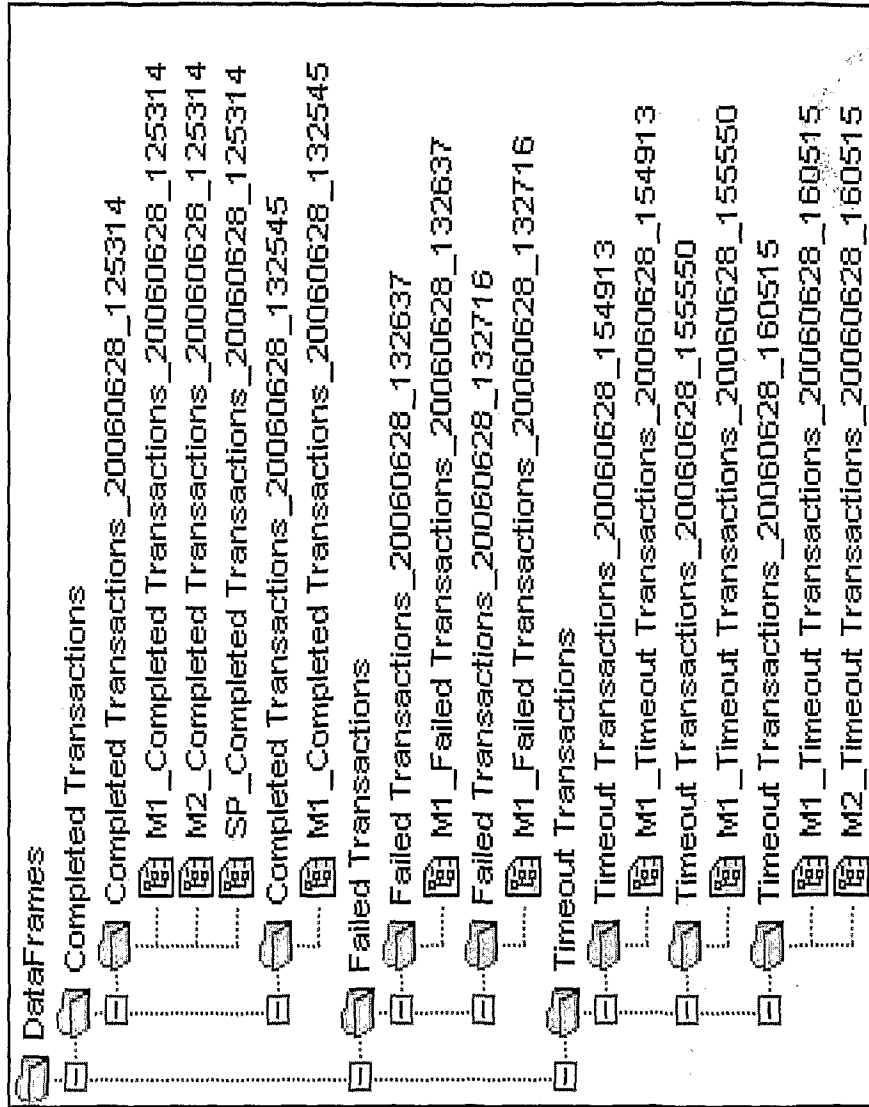 DataFrames
Completed Transactions
Completed Transactions_20060628_125314
M1_Completed Transactions_20060628_125314
M2_Completed Transactions_20060628_125314
SP_Completed Transactions_20060628_125314
Completed Transactions_20060628_132545
M1_Completed Transactions_20060628_132545
Failed Transactions
Failed Transactions_20060628_132637
M1_Failed Transactions_20060628_132637
Failed Transactions_20060628_132716
M1_Failed Transactions_20060628_132716
Timeout Transactions
Timeout Transactions_20060628_154913
M1_Timeout Transactions_20060628_154913
Timeout Transactions_20060628_155550
M1_Timeout Transactions_20060628_155550
Timeout Transactions_20060628_160515
M1_Timeout Transactions_20060628_160515
M2_Timeout Transactions_20060628_160515